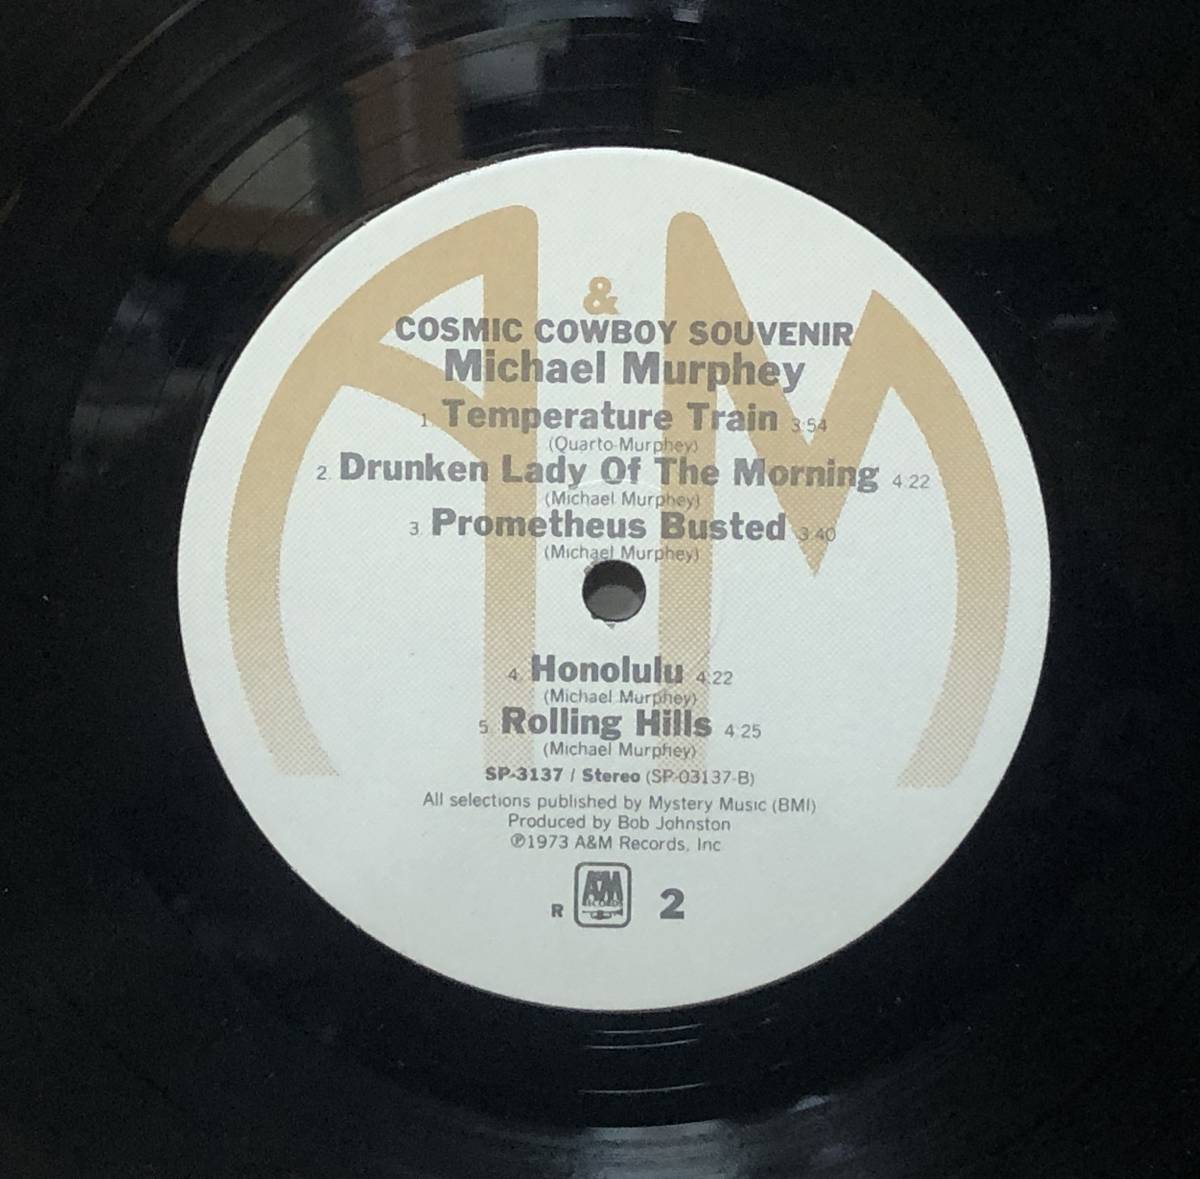 A & M
COSMIC COWBOY SOUVENIR
Michael Murphey
1. Temperature Train 3:54
(Quarto-Murphey)
2. Drunken Lady Of The Morning 4:22
(Michael Murphey)
3. Prometheus Busted 3:40
(Michael Murphey)
4. Honolulu 4:22
(Michael Murphey)
5. Rolling Hills 4:25
(Michael Murphey)
SP-3137 / Stereo (SP-03137-B)
All selections published by Mystery Music (BMI)
Produced by Bob Johnston
℗1973 A&M Records, Inc
R AM RECORDS 2